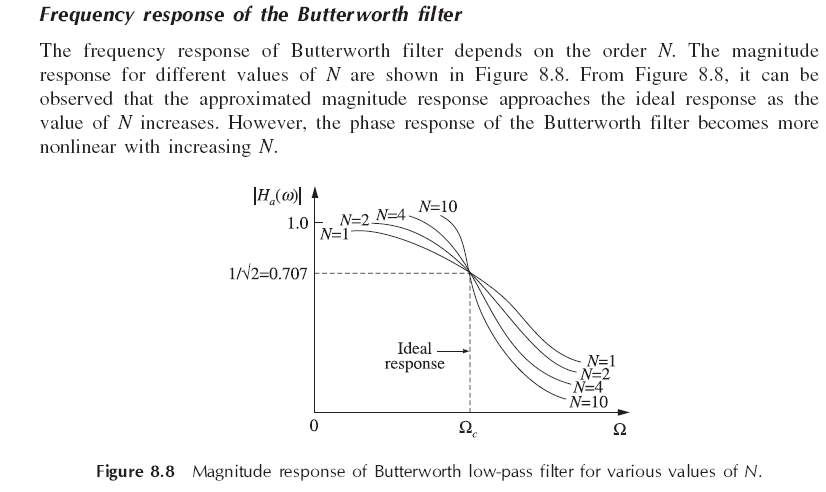 Frequency response of the Butterworth filter
The frequency response of Butterworth filter depends on the order N. The magnitude
response for different values of N are shown in Figure 8.8. From Figure 8.8, it can be
observed that the approximated magnitude response approaches the ideal response as the
value of N increases. However, the phase response of the Butterworth filter becomes more
nonlinear with increasing N.
|Hₐ(ω)|
N=10
N=2 N=4
1.0
N=1
1/√2=0.707
Ideal
response
N=1
N=2
N=4
N=10
0
Ω_c
Ω
Figure 8.8 Magnitude response of Butterworth low-pass filter for various values of N.